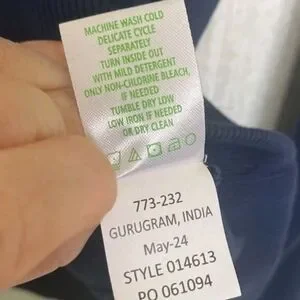 MACHINE WASH COLD
DELICATE CYCLE
SEPARATELY
TURN INSIDE OUT
WITH MILD DETERGENT
ONLY NON-CHLORINE BLEACH,
IF NEEDED
TUMBLE DRY LOW
LOW IRON IF NEEDED
OR DRY CLEAN
773-232
GURUGRAM, INDIA
May-24
STYLE 014613
PO 061094